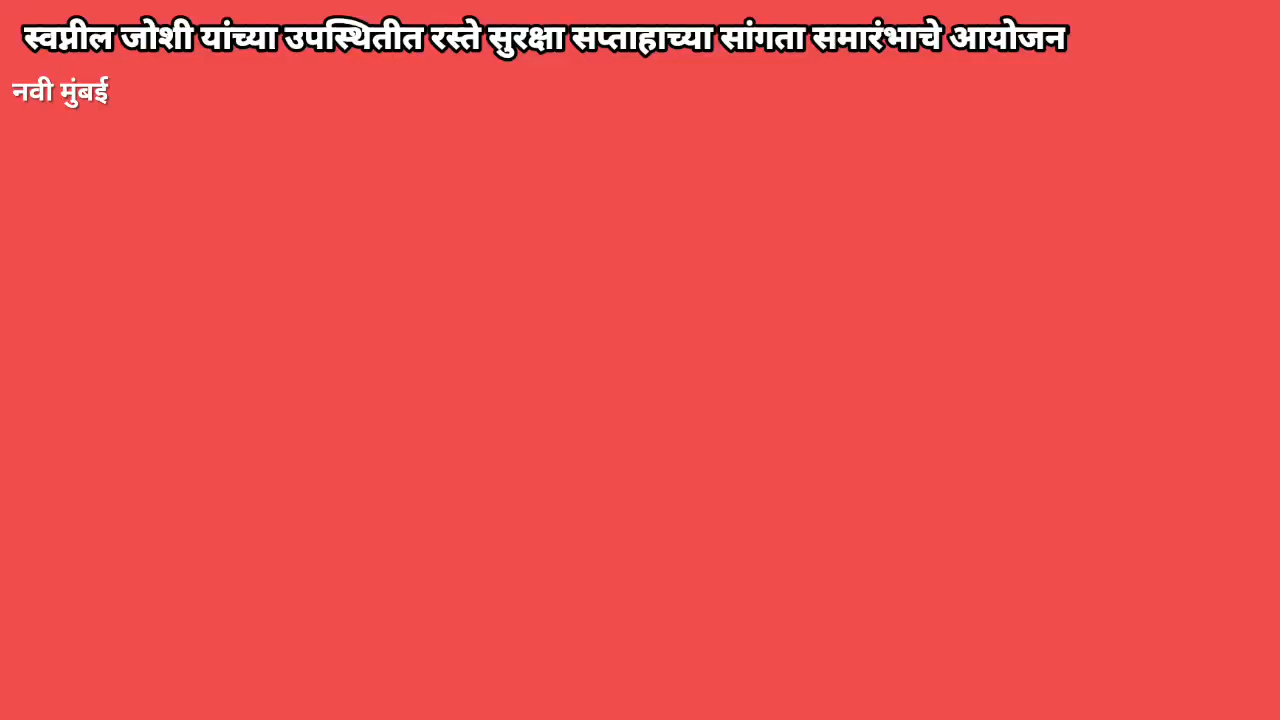 स्वप्नील जोशी यांच्या उपस्थितीत रस्ते सुरक्षा सप्ताहाच्या सांगता समारंभाचे आयोजन
नवी मुंबई